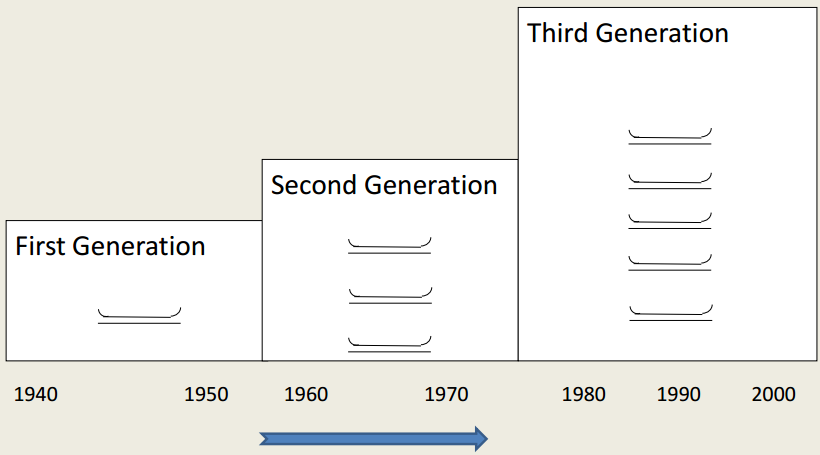 Third Generation
Second Generation
First Generation
1940 1950 1960 1970 1980 1990 2000